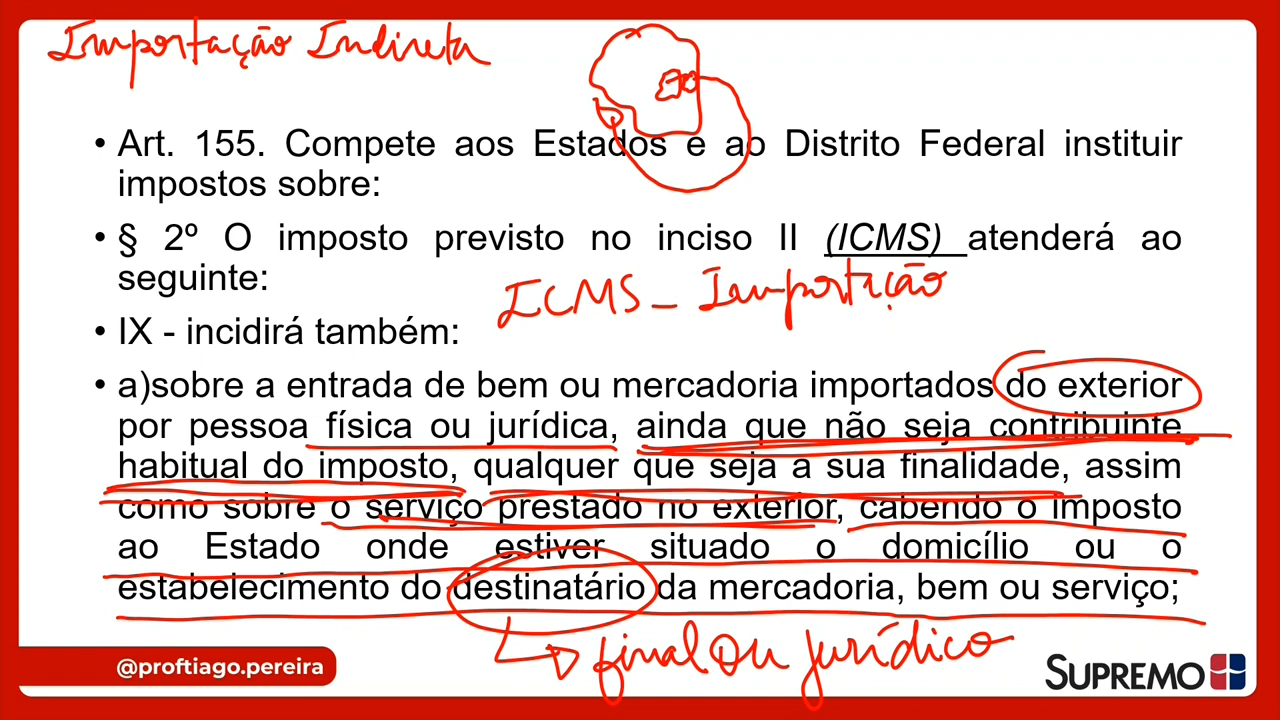 Importação Indireta
• Art. 155. Compete aos Estados e ao Distrito Federal instituir
impostos sobre:
• § 2º O imposto previsto no inciso II (ICMS) atenderá ao
seguinte:
ICMS - Importação
• IX - incidirá também:
• a)sobre a entrada de bem ou mercadoria importados do exterior
por pessoa física ou jurídica, ainda que não seja contribuinte
habitual do imposto, qualquer que seja a sua finalidade, assim
como sobre o serviço prestado no exterior, cabendo o imposto
ao Estado onde estiver situado o domicílio ou o
estabelecimento do destinatário da mercadoria, bem ou serviço;
final ou jurídico
@proftiago.pereira
SUPREMO